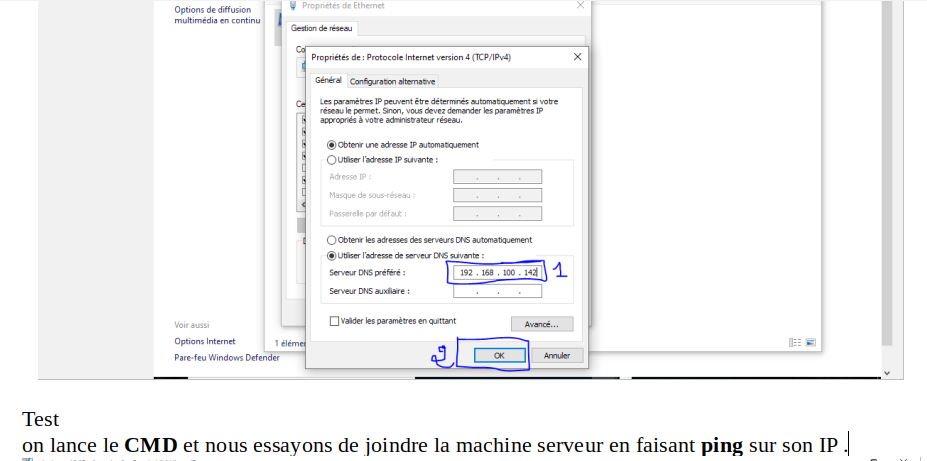 Options de diffusion
multimédia en continu
Propriétés de Ethernet
Gestion de réseau
Propriétés de : Protocole Internet version 4 (TCP/IPv4)
Général
Configuration alternative
Les paramètres IP peuvent être déterminés automatiquement si votre
réseau le permet. Sinon, vous devez demander les paramètres IP
appropriés à votre administrateur réseau.
Obtenir une adresse IP automatiquement
Utiliser l'adresse IP suivante :
Adresse IP :
Masque de sous-réseau :
Passerelle par défaut :
Obtenir les adresses des serveurs DNS automatiquement
Utiliser l'adresse de serveur DNS suivante :
Serveur DNS préféré : 192 . 168 . 100 . 142 1
Serveur DNS auxiliaire :
Valider les paramètres en quittant
Avancé...
Voir aussi
Options Internet
Pare-feu Windows Defender
2
OK
Annuler
Test
on lance le CMD et nous essayons de joindre la machine serveur en faisant ping sur son IP .